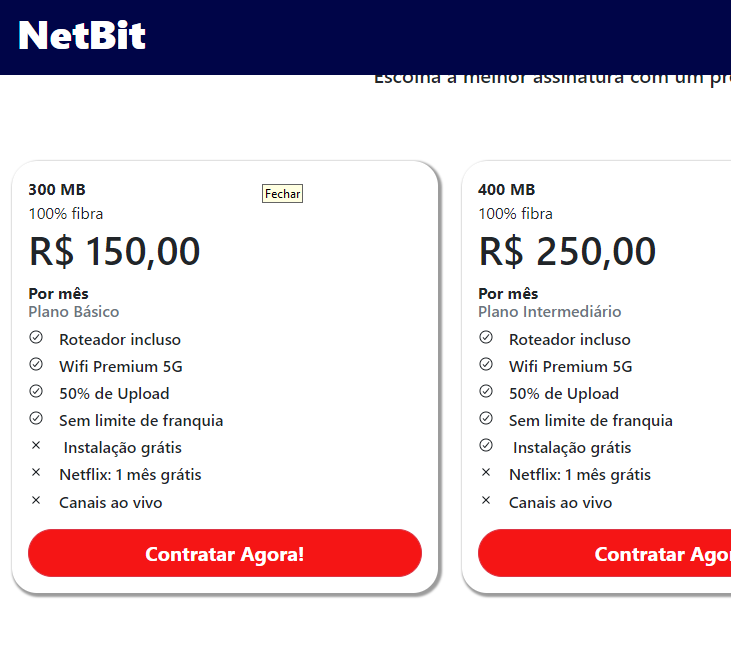 NetBit
Escolha a melhor assinatura com um
300 MB
100% fibra
R$ 150,00
Por mês
Plano Básico
Roteador incluso
Wifi Premium 5G
50% de Upload
Sem limite de franquia
Instalação grátis
Netflix: 1 mês grátis
Canais ao vivo
Contratar Agora!
Fechar
400 MB
100% fibra
R$ 250,00
Por mês
Plano Intermediário
Roteador incluso
Wifi Premium 5G
50% de Upload
Sem limite de franquia
Instalação grátis
Netflix: 1 mês grátis
Canais ao vivo
Contratar Ago